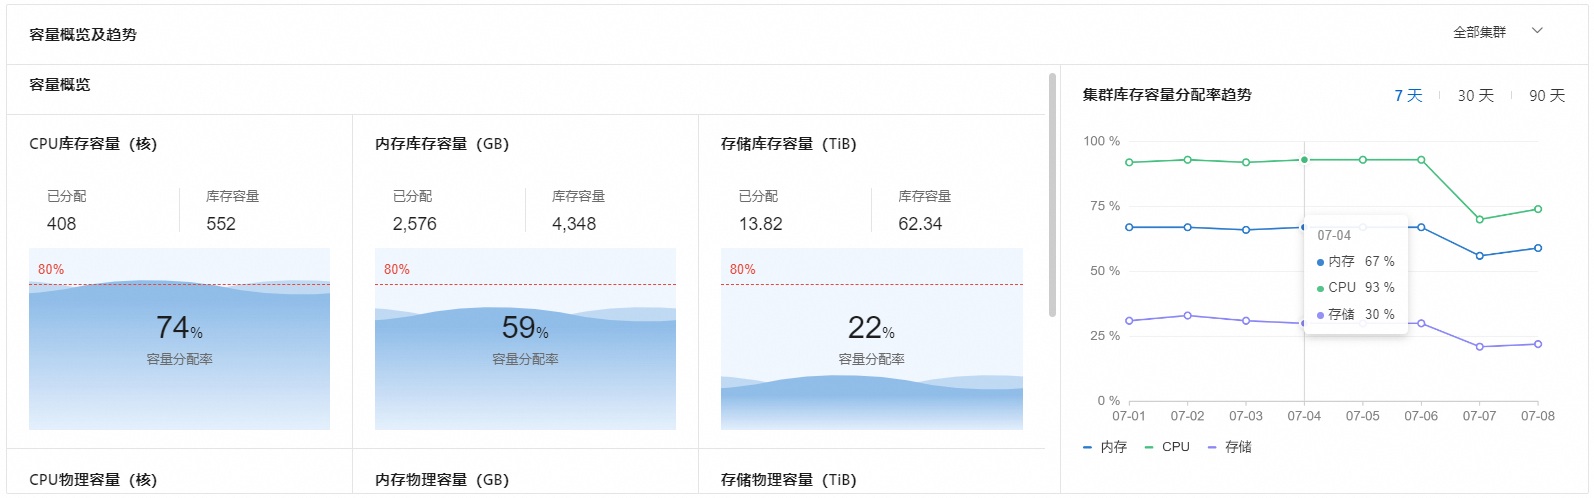 容量概览及趋势
全部集群
容量概览
CPU库存容量（核）
已分配
408
库存容量
552
80%
74%
容量分配率
内存库存容量（GB）
已分配
2,576
库存容量
4,348
80%
59%
容量分配率
存储库存容量（TiB）
已分配
13.82
库存容量
62.34
80%
22%
容量分配率
CPU物理容量（核）
内存物理容量（GB）
存储物理容量（TiB）
集群库存容量分配率趋势
7 天 30 天 90 天
100 %
75 %
50 %
25 %
0 %
07-04
内存 67 %
CPU 93 %
存储 30 %
07-01 07-02 07-03 07-04 07-05 07-06 07-07 07-08
内存 CPU 存储